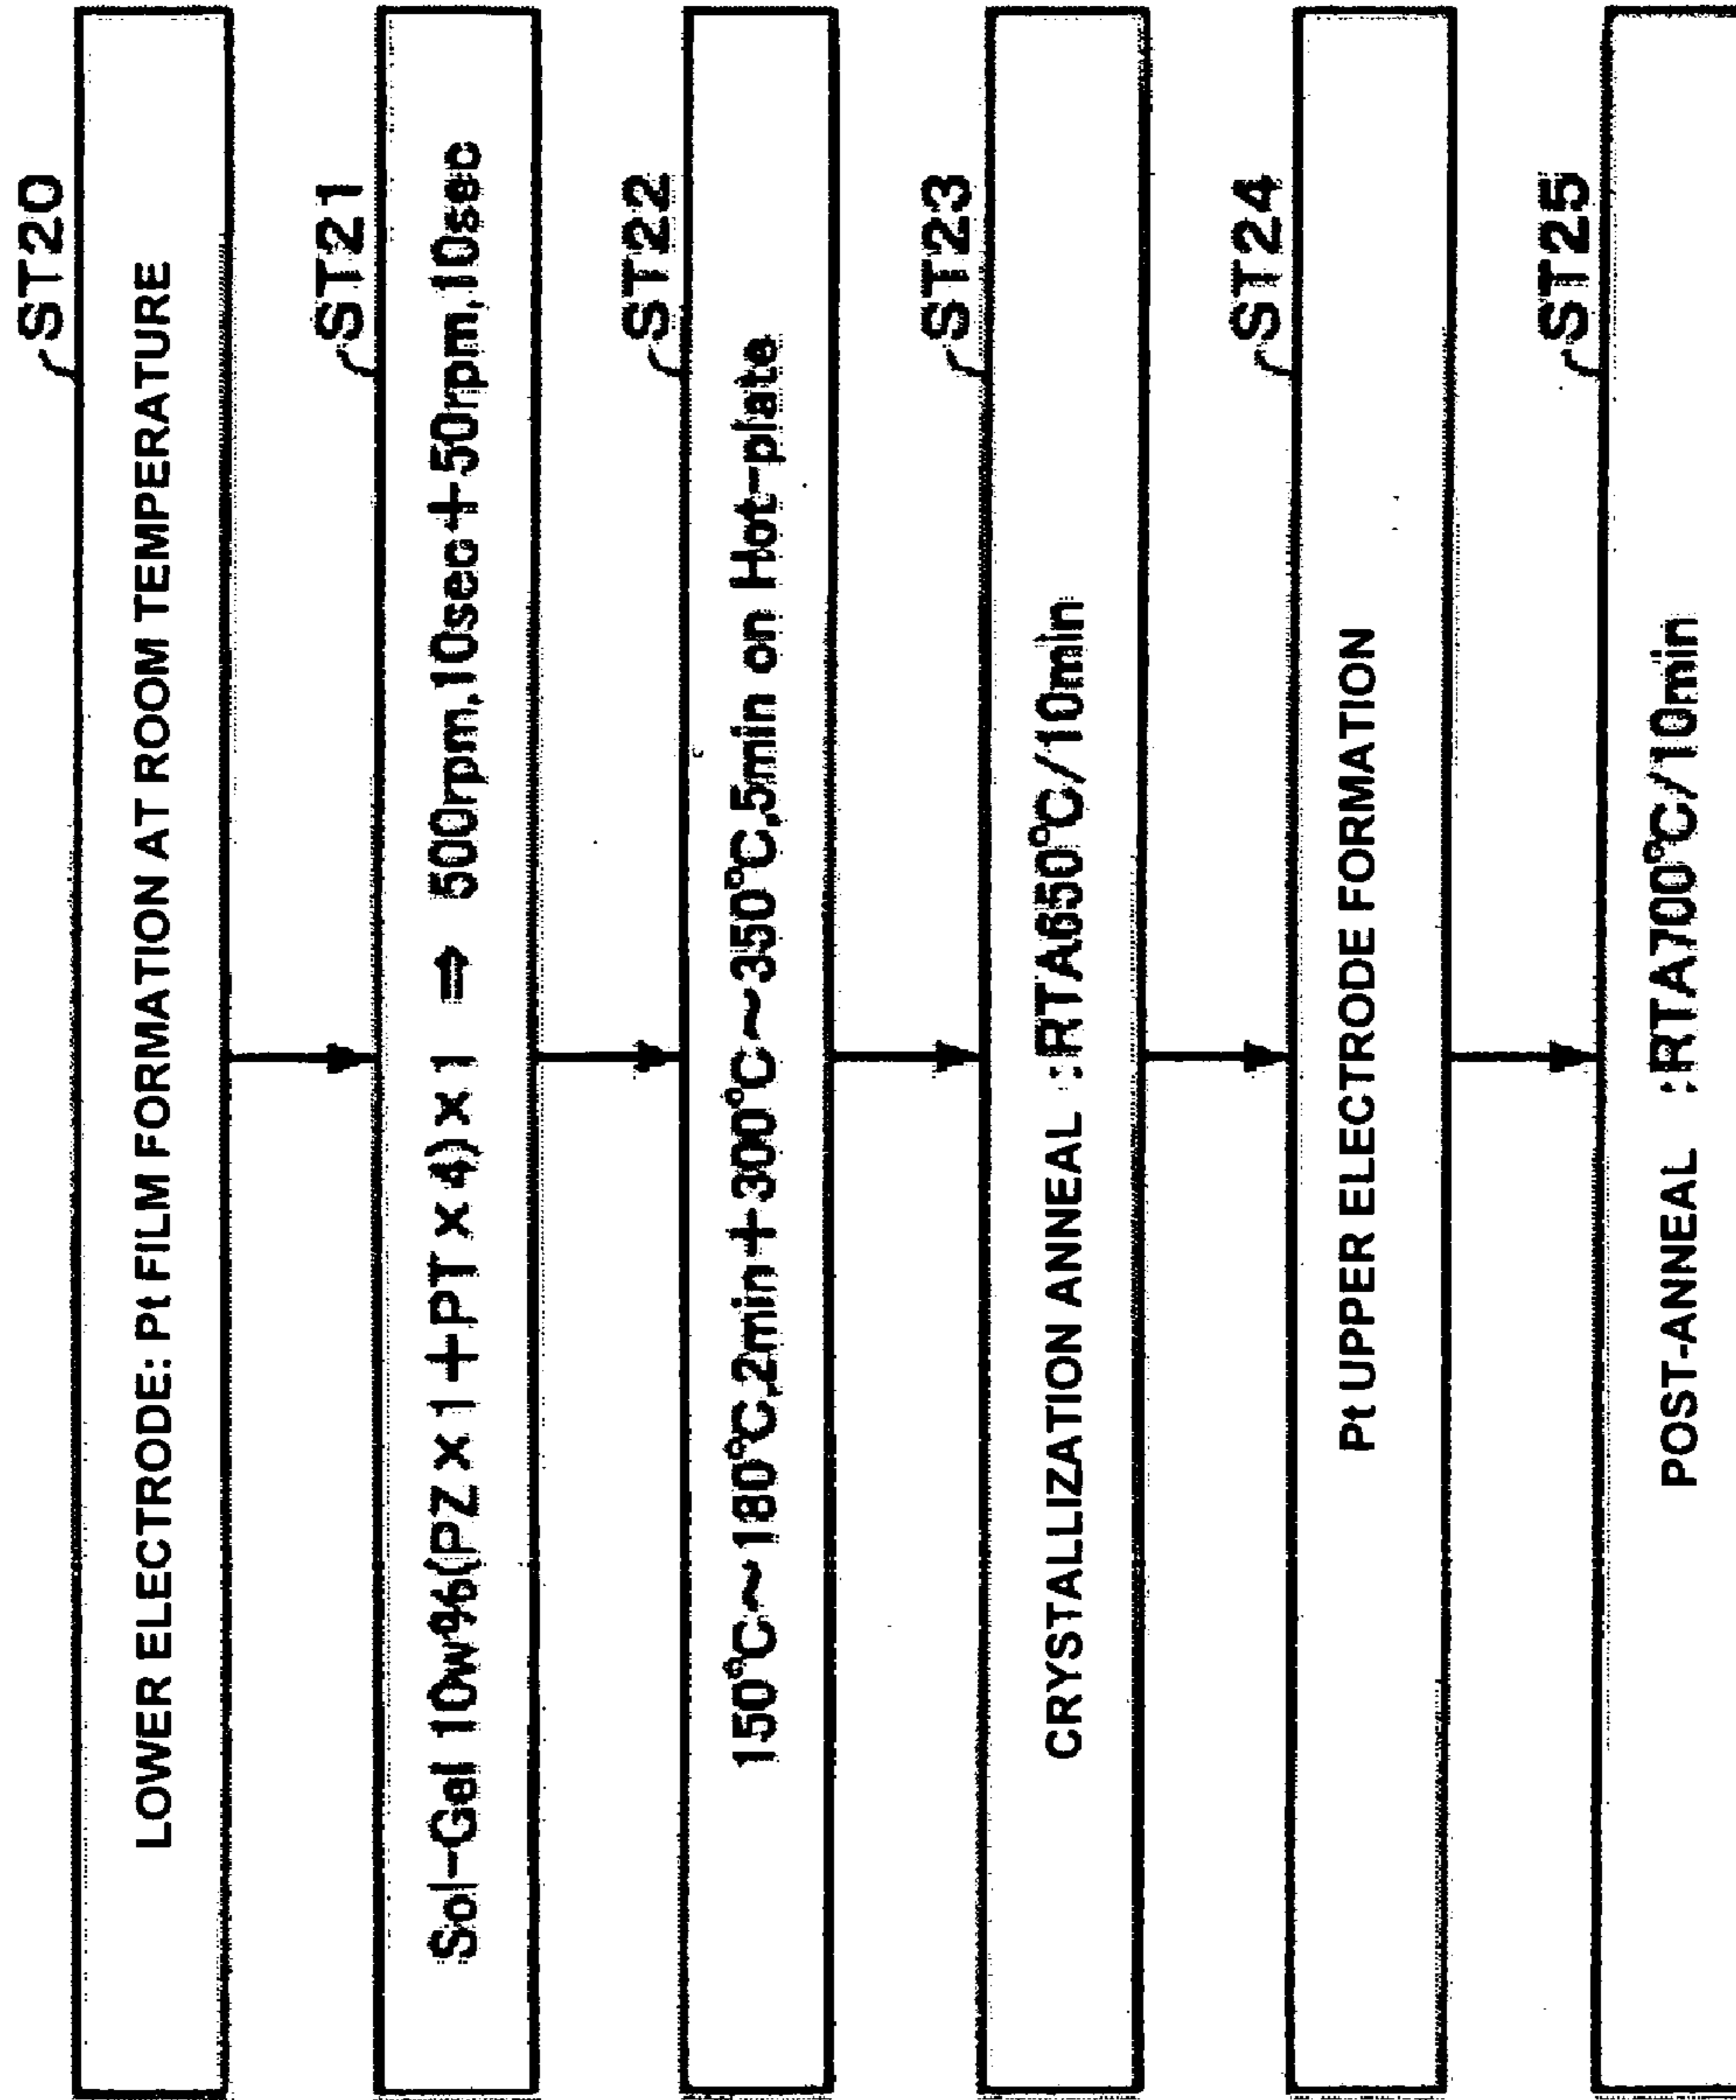 ST20
LOWER ELECTRODE: Pt FILM FORMATION AT ROOM TEMPERATURE
ST21
Sol-Gel 10w%(PZ×1+PT×4)×1 ⇒ 500rpm,10sec+50rpm,10sec
ST22
150°C~180°C,2min+300°C~350°C,5min on Hot-plate
ST23
CRYSTALLIZATION ANNEAL :RTA650°C/10min
ST24
Pt UPPER ELECTRODE FORMATION
ST25
POST-ANNEAL :RTA700°C/10min